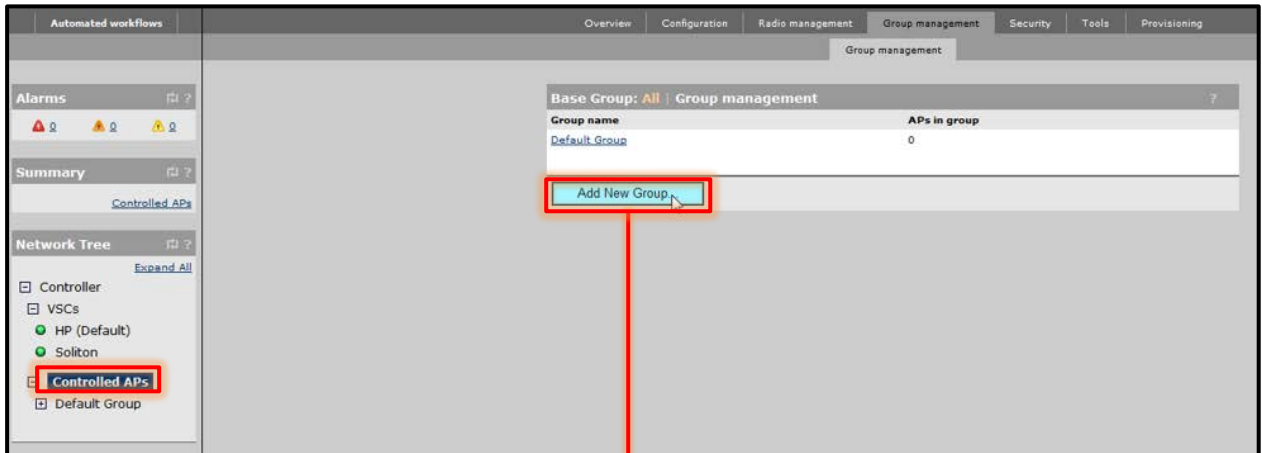 Automated workflows
Overview Configuration Radio management Group management Security Tools Provisioning
Group management
Alarms ?
0 0 0
Summary ?
Controlled APs
Network Tree ?
Expand All
Controller
VSCs
HP (Default)
Soliton
Controlled APs
Default Group
Base Group: All | Group management ?
Group name APs in group
Default Group 0
Add New Group...